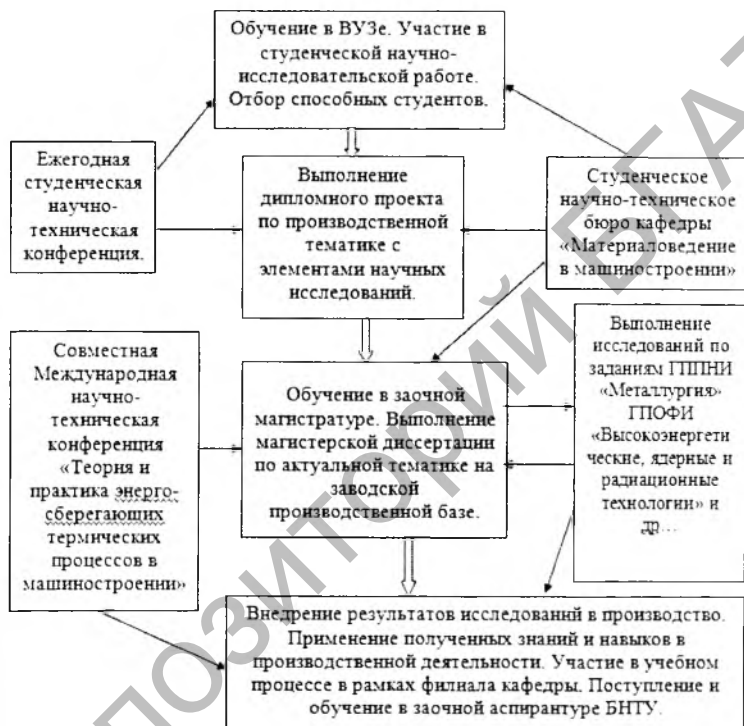 Обучение в ВУЗе. Участие в
студенческой научно-
исследовательской работе.
Отбор способных студентов.
Ежегодная
студенческая
научно-
техническая
конференция.
Выполнение
дипломного проекта
по производственной
тематике с
элементами научных
исследований.
Студенческое
научно-техническое
бюро кафедры
«Материаловедение
в машиностроении»
Совместная
Международная
научно-
техническая
конференция
«Теория и
практика энерго-
сберегающих
термических
процессов в
машиностроении»
Обучение в заочной
магистратуре. Выполнение
магистерской диссертации
по актуальной тематике на
заводской
производственной базе.
Выполнение
исследований по
заданиям ГППНИ
«Металлургия»
ГПОФИ
«Высокоэнергети
ческие, ядерные и
радиационные
технологии» и
др…
Внедрение результатов исследований в производство.
Применение полученных знаний и навыков в
производственной деятельности. Участие в учебном
процессе в рамках филиала кафедры. Поступление и
обучение в заочной аспирантуре БНТУ.
ПОЗИТОРИЙ БГАТ